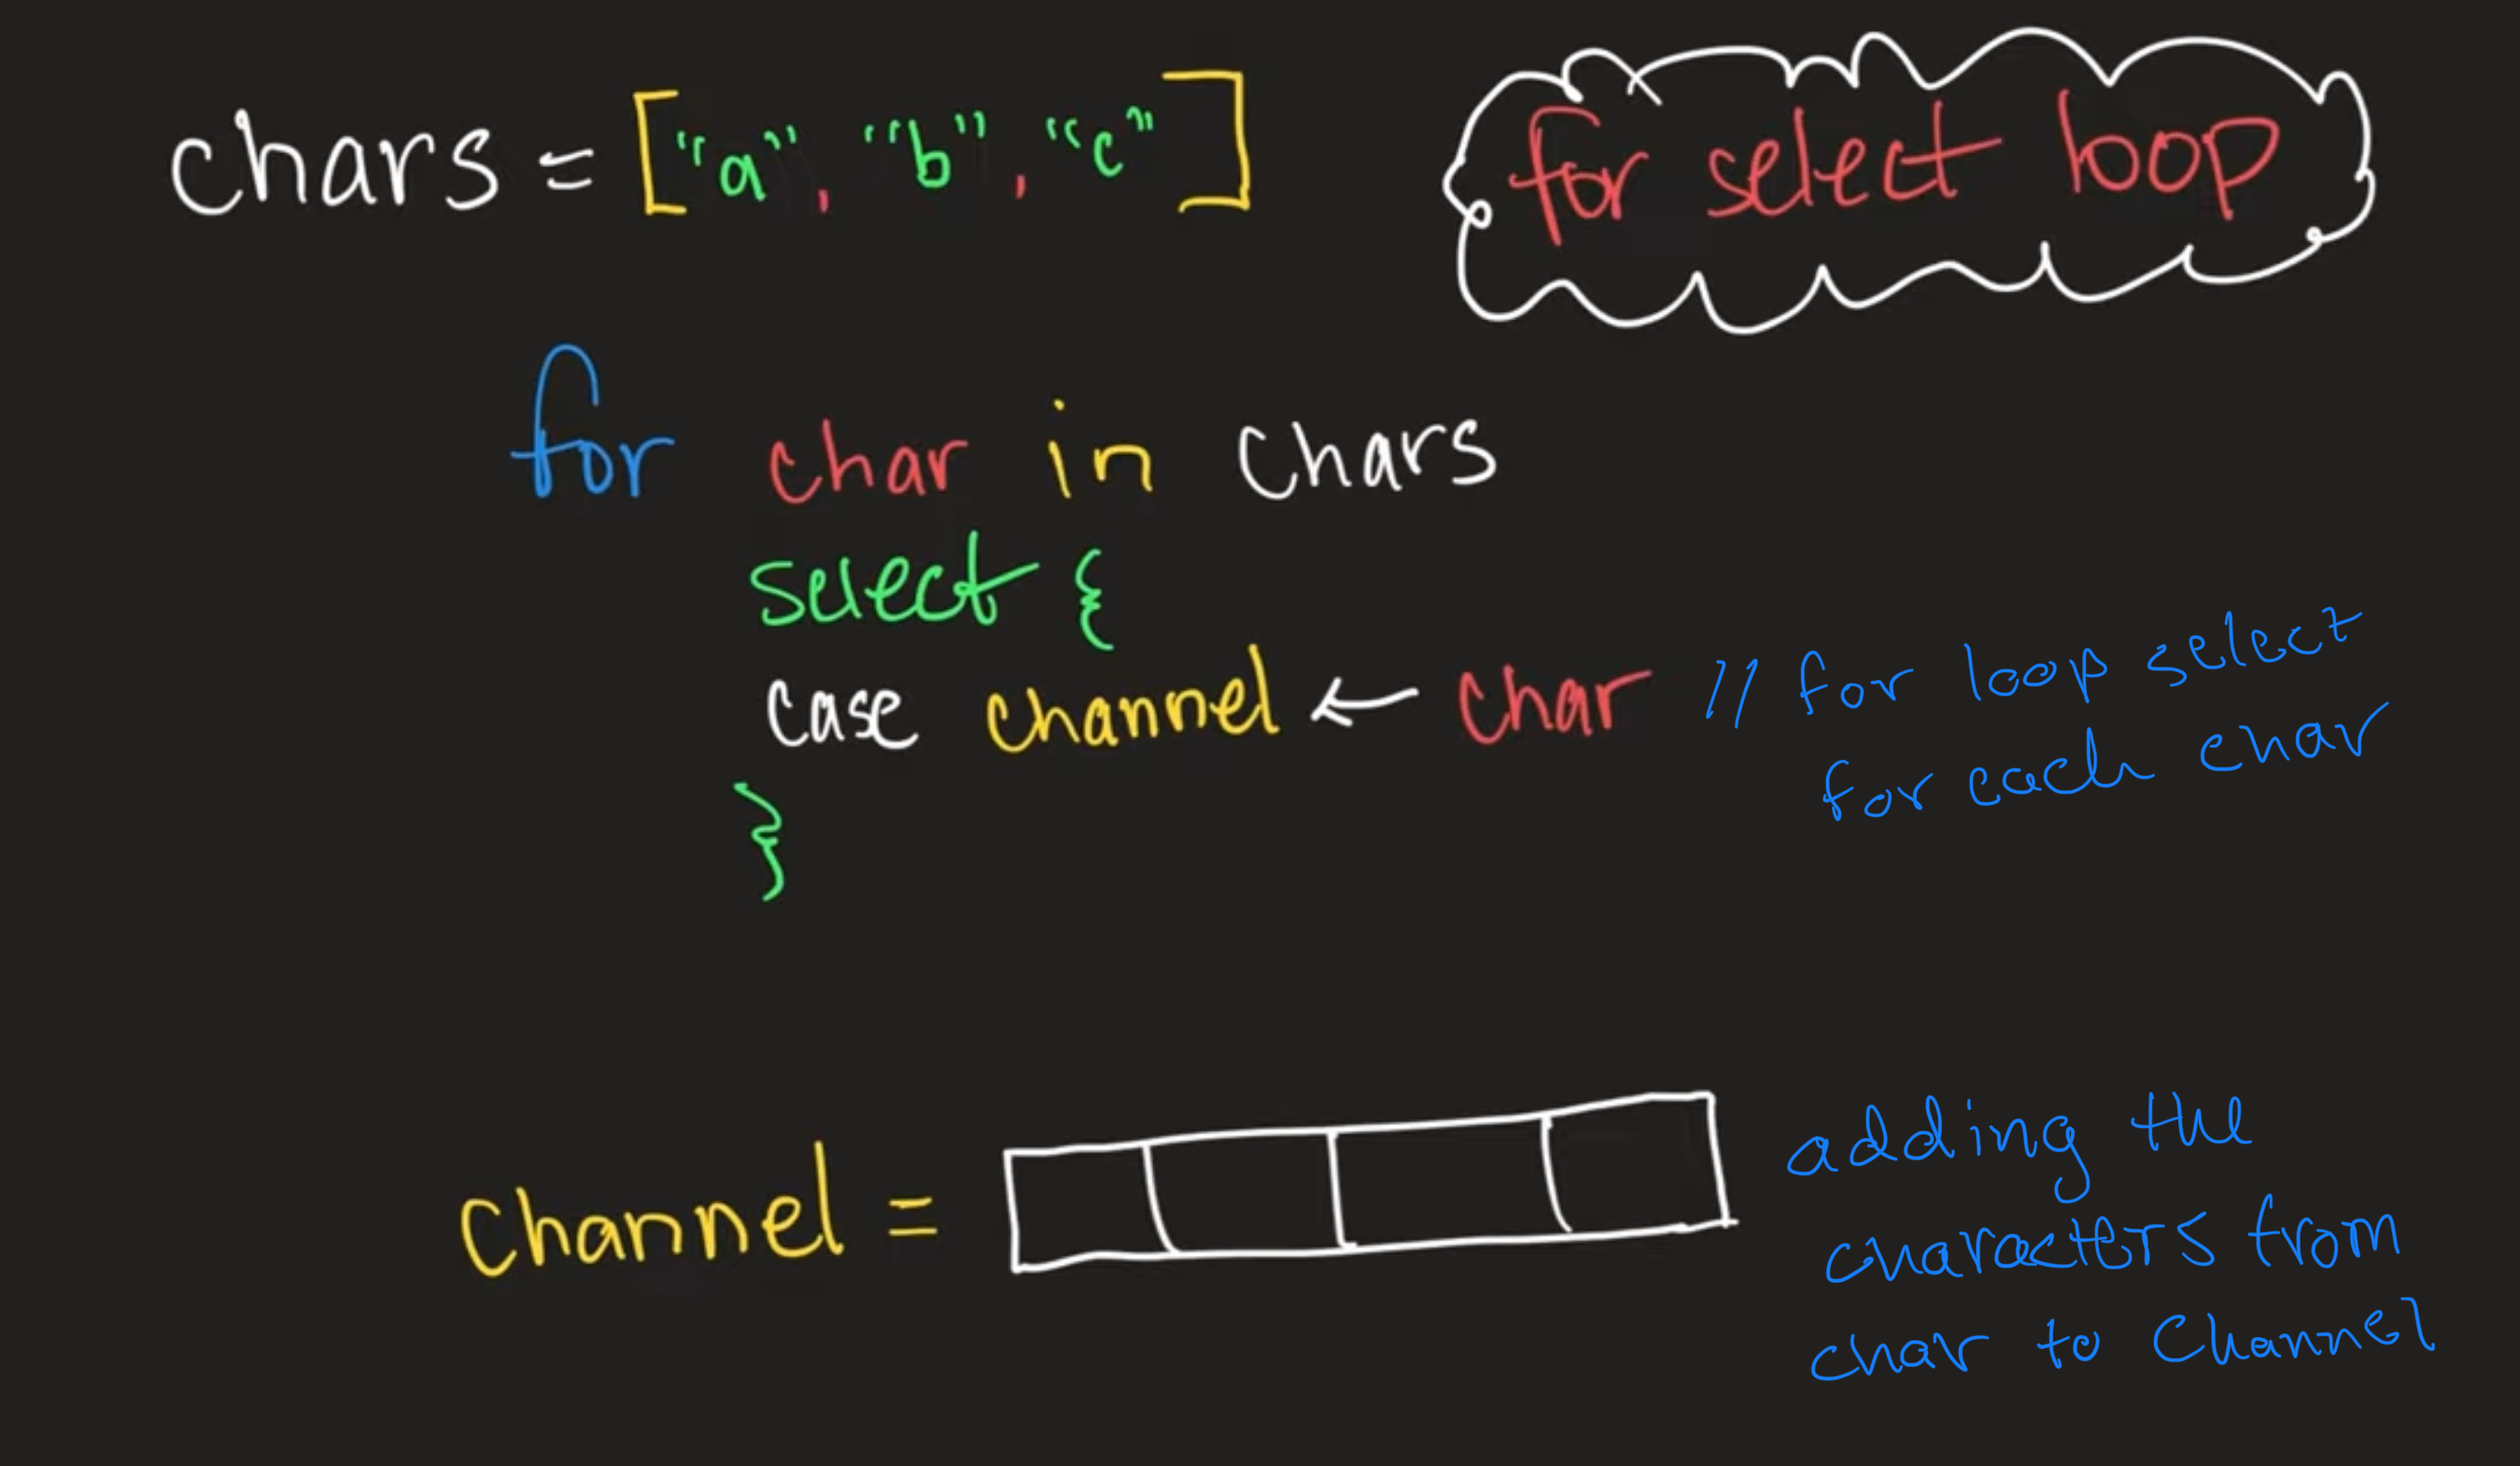 chars = ["a", "b", "c"]
for select loop
for char in chars
select {
case channel ← char // for loop select
for each char
}
channel =
adding the
characters from
char to Channel